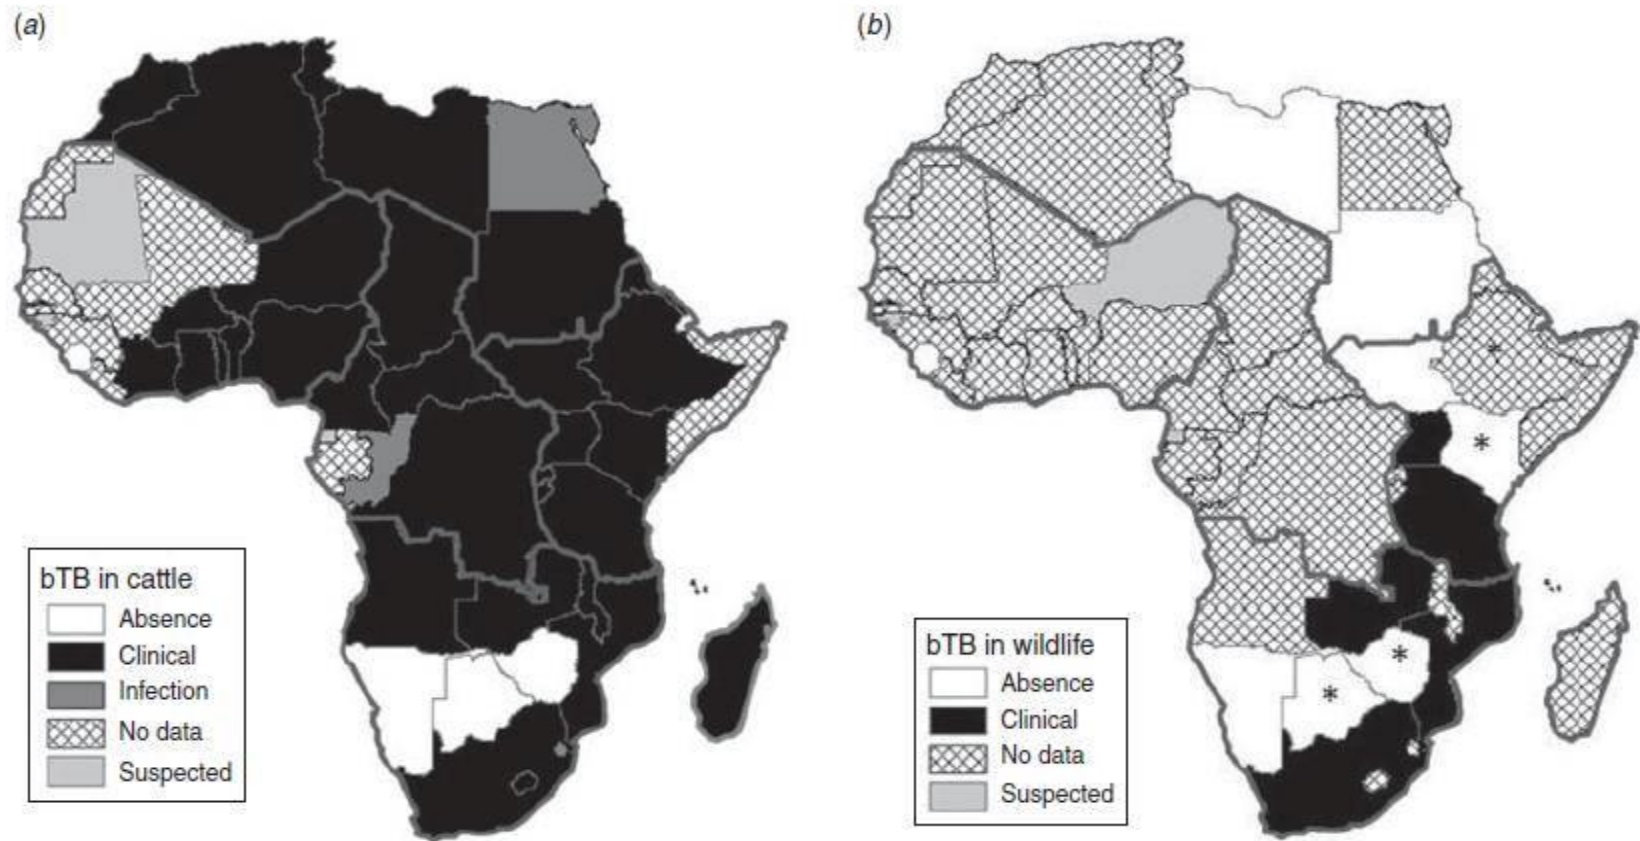 (a)
bTB in cattle
Absence
Clinical
Infection
No data
Suspected
(b)
*
*
*
*
bTB in wildlife
Absence
Clinical
No data
Suspected